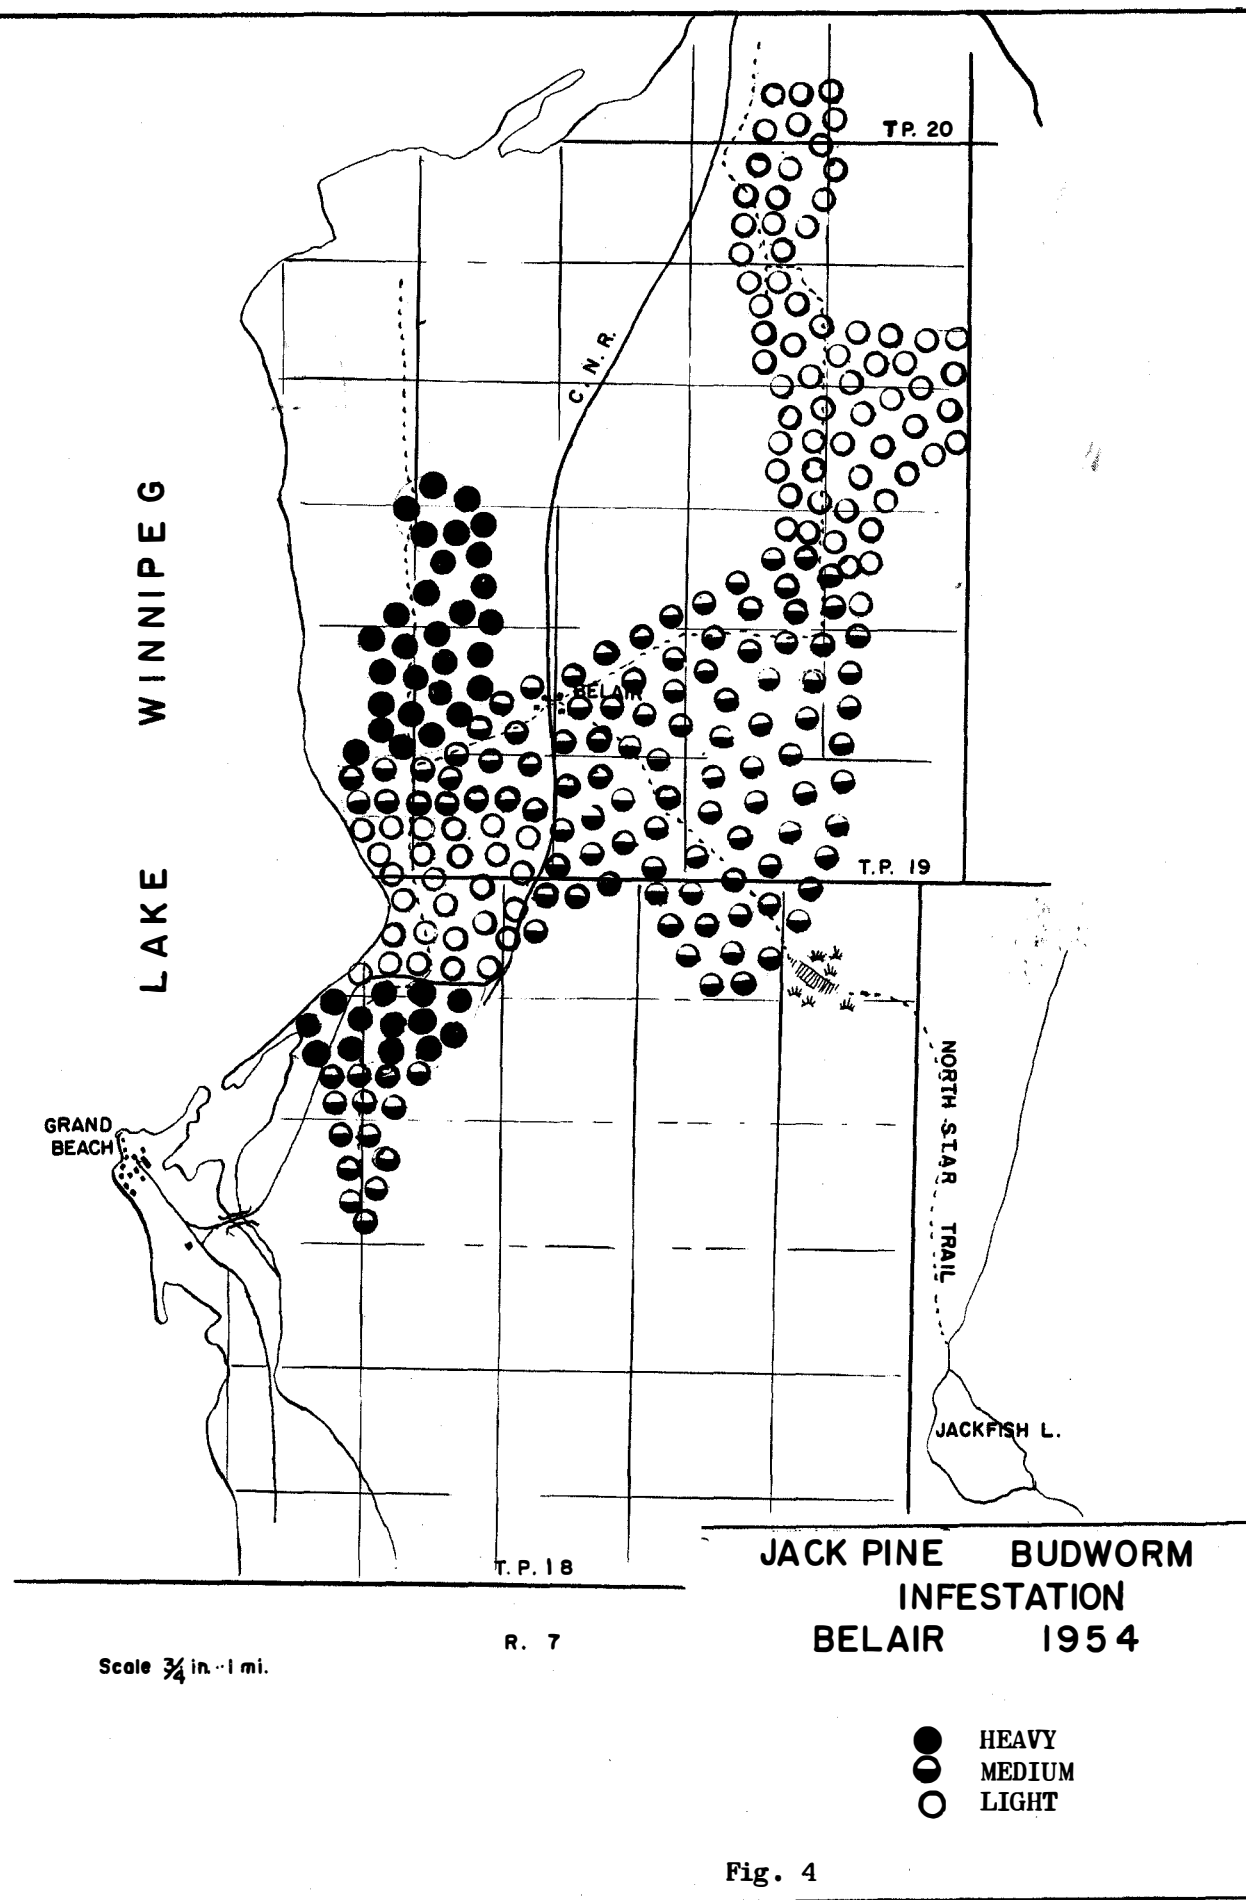 TP. 20
C. N. R.
LAKE WINNIPEG
BELAIR
T.P. 19
GRAND
BEACH
NORTH STAR TRAIL
JACKFISH L.
T.P. 18
R. 7
Scale 3/4 in. - 1 mi.
JACK PINE BUDWORM
INFESTATION
BELAIR 1954
HEAVY
MEDIUM
LIGHT
Fig. 4